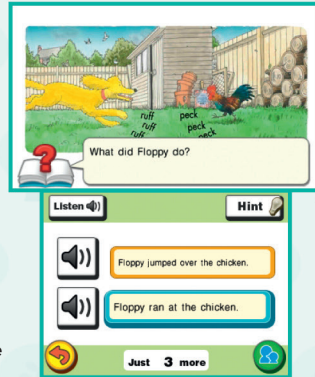 ruff
ruff
ruff
peck
peck
peck
What did Floppy do?
Listen
Hint
Floppy jumped over the chicken.
Floppy ran at the chicken.
Just 3 more
e